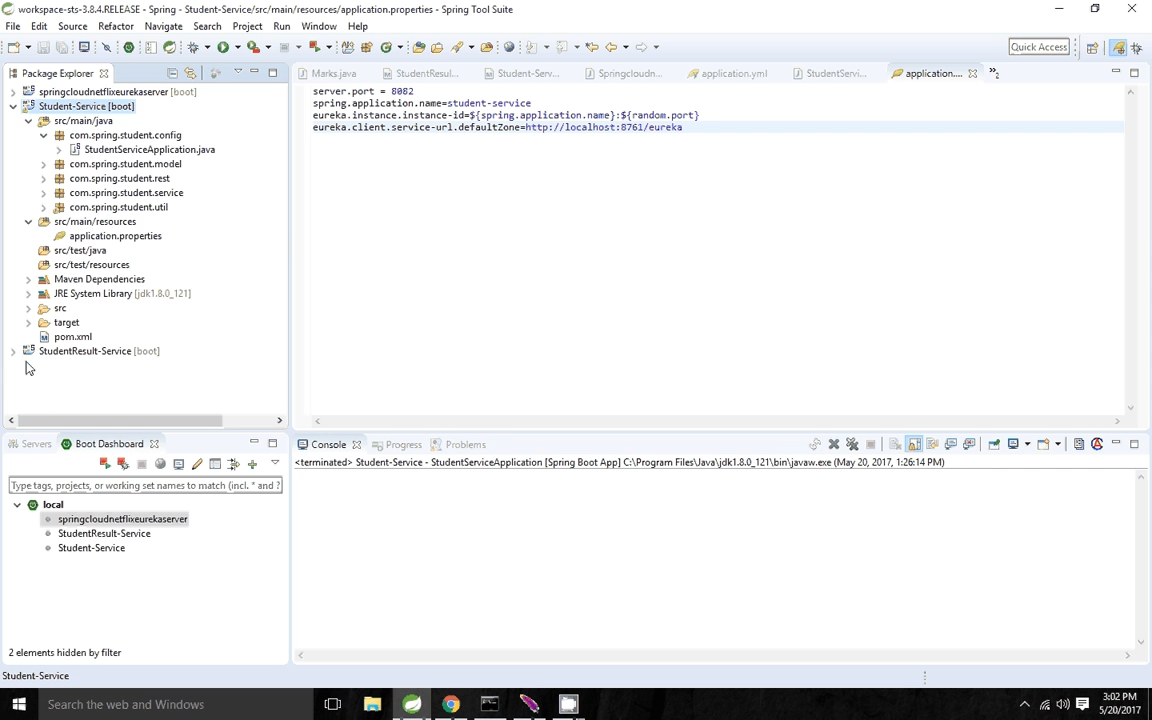 workspace-sts-3.8.4.RELEASE - Spring - Student-Service/src/main/resources/application.properties - Spring Tool Suite
File Edit Source Refactor Navigate Search Project Run Window Help
Quick Access
Package Explorer
Marks.java StudentResul... Student-Serv... Springcloudn... application.yml StudentServi... application.... »2
springcloudnetflixeurekaserver [boot]
Student-Service [boot]
src/main/java
com.spring.student.config
StudentServiceApplication.java
com.spring.student.model
com.spring.student.rest
com.spring.student.service
com.spring.student.util
src/main/resources
application.properties
src/test/java
src/test/resources
Maven Dependencies
JRE System Library [jdk1.8.0_121]
src
target
pom.xml
StudentResult-Service [boot]
server.port = 8082
spring.application.name=student-service
eureka.instance.instance-id=${spring.application.name}:${random.port}
eureka.client.service-url.defaultZone=http://localhost:8761/eureka
Servers Boot Dashboard
Type tags, projects, or working set names to match (incl. * and ?
local
springcloudnetflixeurekaserver
StudentResult-Service
Student-Service
2 elements hidden by filter
Console Progress Problems
<terminated> Student-Service - StudentServiceApplication [Spring Boot App] C:\Program Files\Java\jdk1.8.0_121\bin\javaw.exe (May 20, 2017, 1:26:14 PM)
Student-Service
Search the web and Windows
3:02 PM
5/20/2017